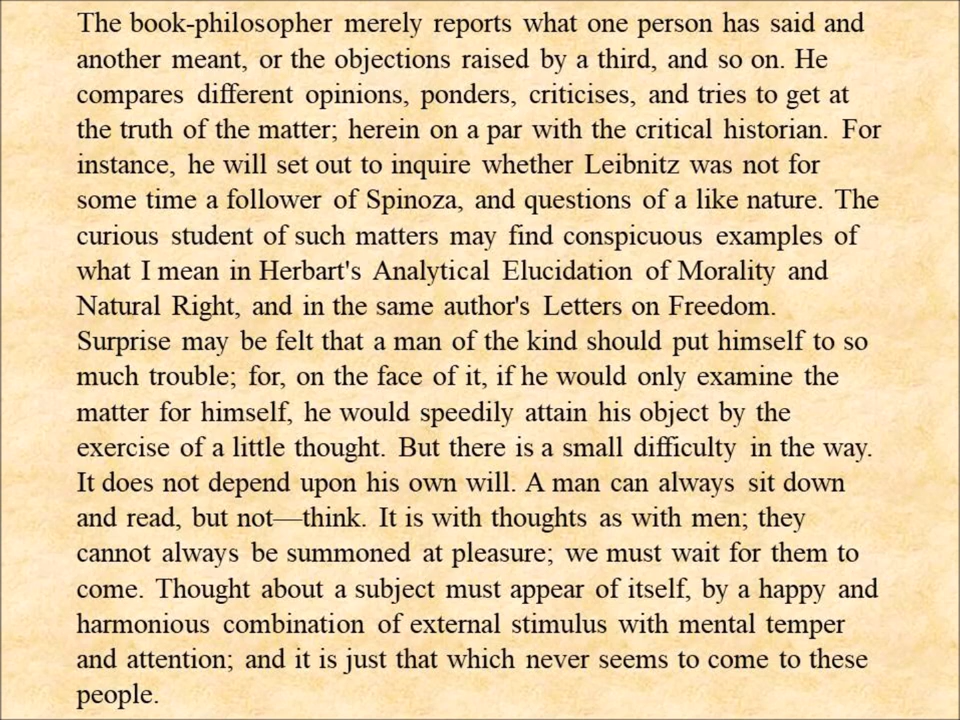 The book-philosopher merely reports what one person has said and
another meant, or the objections raised by a third, and so on. He
compares different opinions, ponders, criticises, and tries to get at
the truth of the matter; herein on a par with the critical historian. For
instance, he will set out to inquire whether Leibnitz was not for
some time a follower of Spinoza, and questions of a like nature. The
curious student of such matters may find conspicuous examples of
what I mean in Herbart's Analytical Elucidation of Morality and
Natural Right, and in the same author's Letters on Freedom.
Surprise may be felt that a man of the kind should put himself to so
much trouble; for, on the face of it, if he would only examine the
matter for himself, he would speedily attain his object by the
exercise of a little thought. But there is a small difficulty in the way.
It does not depend upon his own will. A man can always sit down
and read, but not—think. It is with thoughts as with men; they
cannot always be summoned at pleasure; we must wait for them to
come. Thought about a subject must appear of itself, by a happy and
harmonious combination of external stimulus with mental temper
and attention; and it is just that which never seems to come to these
people.